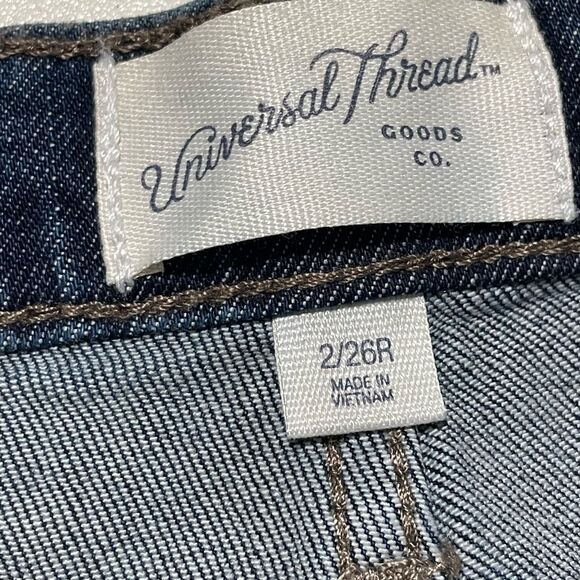 Universal Thread™
GOODS
CO.
2/26R
MADE IN
VIETNAM